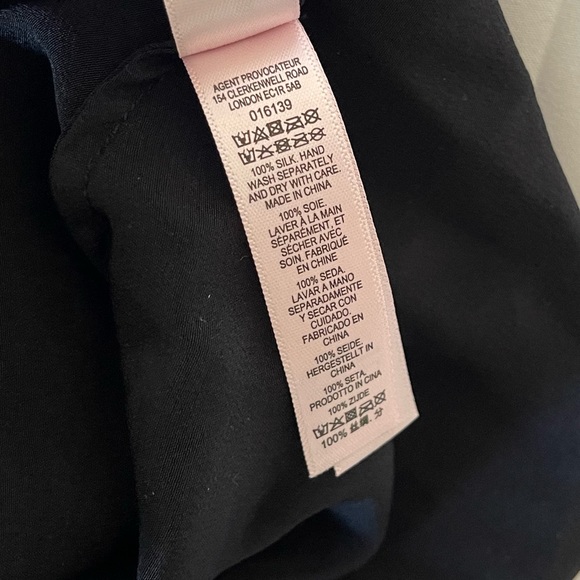 AGENT PROVOCATEUR
154 CLERKENWELL ROAD
LONDON EC1R 5AB
016139
100% SILK. HAND
WASH SEPARATELY
AND DRY WITH CARE.
MADE IN CHINA
100% SOIE.
LAVER À LA MAIN
SÉPARÉMENT, ET
SÉCHER AVEC
SOIN. FABRIQUÉ
EN CHINE
100% SEDA.
LAVAR A MANO
SEPARADAMENTE
Y SECAR CON
CUIDADO.
FABRICADO EN
CHINA
100% SEIDE.
HERGESTELLT IN
CHINA
100% SETA.
PRODOTTO IN CINA
100% ZIJDE
100%